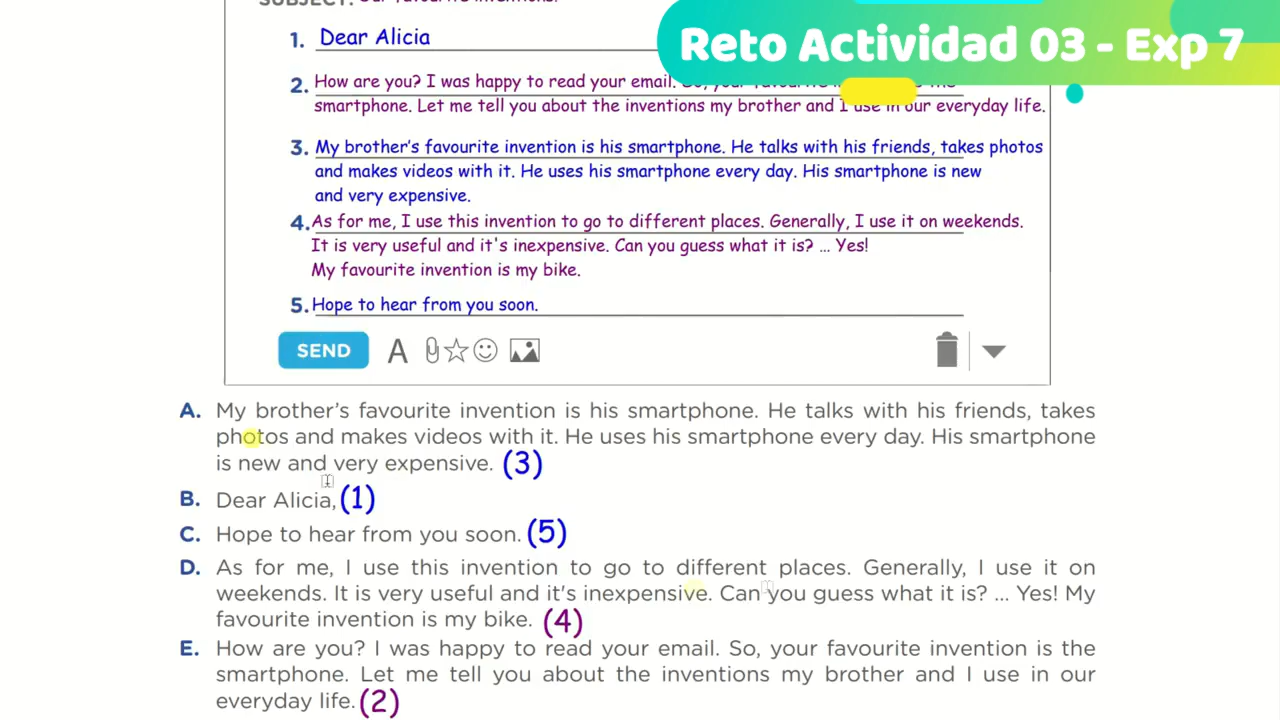 SUBJECT: Our favourite inventions.
Reto Actividad 03 - Exp 7
1. Dear Alicia
2. How are you? I was happy to read your email. So, your favourite
smartphone. Let me tell you about the inventions my brother and I use in our everyday life.
3. My brother's favourite invention is his smartphone. He talks with his friends, takes photos
and makes videos with it. He uses his smartphone every day. His smartphone is new
and very expensive.
4. As for me, I use this invention to go to different places. Generally, I use it on weekends.
It is very useful and it's inexpensive. Can you guess what it is? ... Yes!
My favourite invention is my bike.
5. Hope to hear from you soon.
SEND A
A. My brother's favourite invention is his smartphone. He talks with his friends, takes
photos and makes videos with it. He uses his smartphone every day. His smartphone
is new and very expensive. (3)
B. Dear Alicia, (1)
C. Hope to hear from you soon. (5)
D. As for me, I use this invention to go to different places. Generally, I use it on
weekends. It is very useful and it's inexpensive. Can you guess what it is? ... Yes! My
favourite invention is my bike. (4)
E. How are you? I was happy to read your email. So, your favourite invention is the
smartphone. Let me tell you about the inventions my brother and I use in our
everyday life. (2)